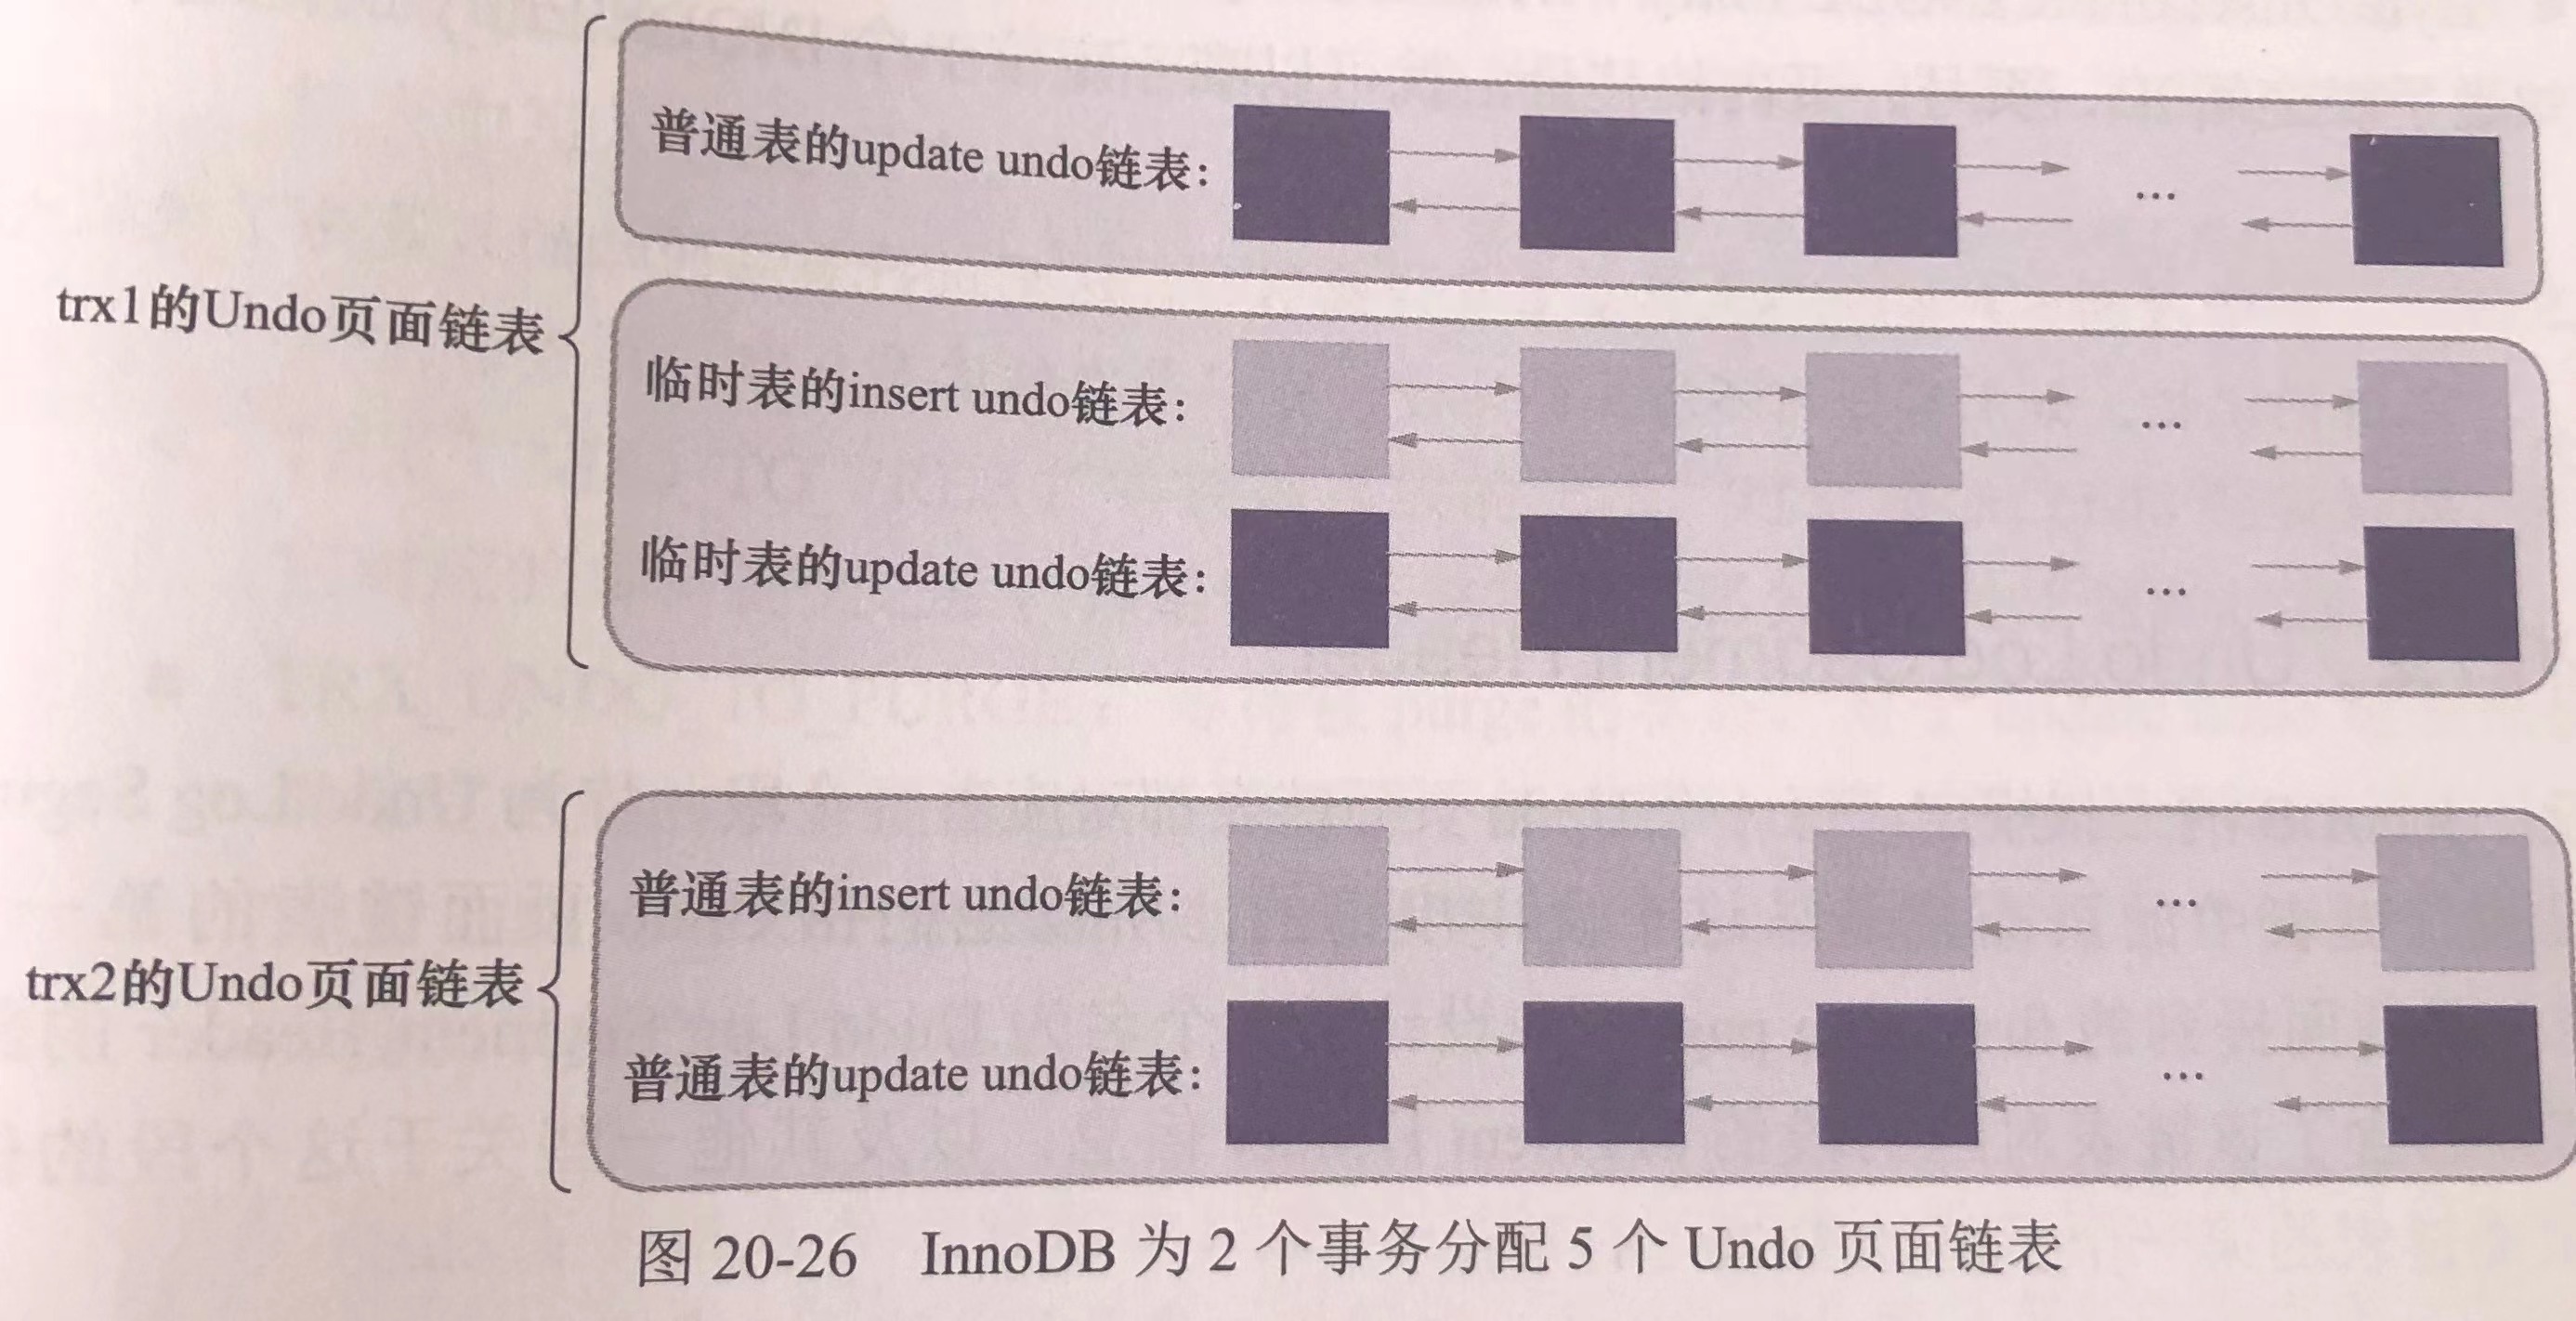 普通表的update undo链表:
trx1的Undo页面链表
临时表的insert undo链表:
临时表的update undo链表:
普通表的insert undo链表:
trx2的Undo页面链表
普通表的update undo链表:
图 20-26 InnoDB 为 2 个事务分配 5 个 Undo 页面链表